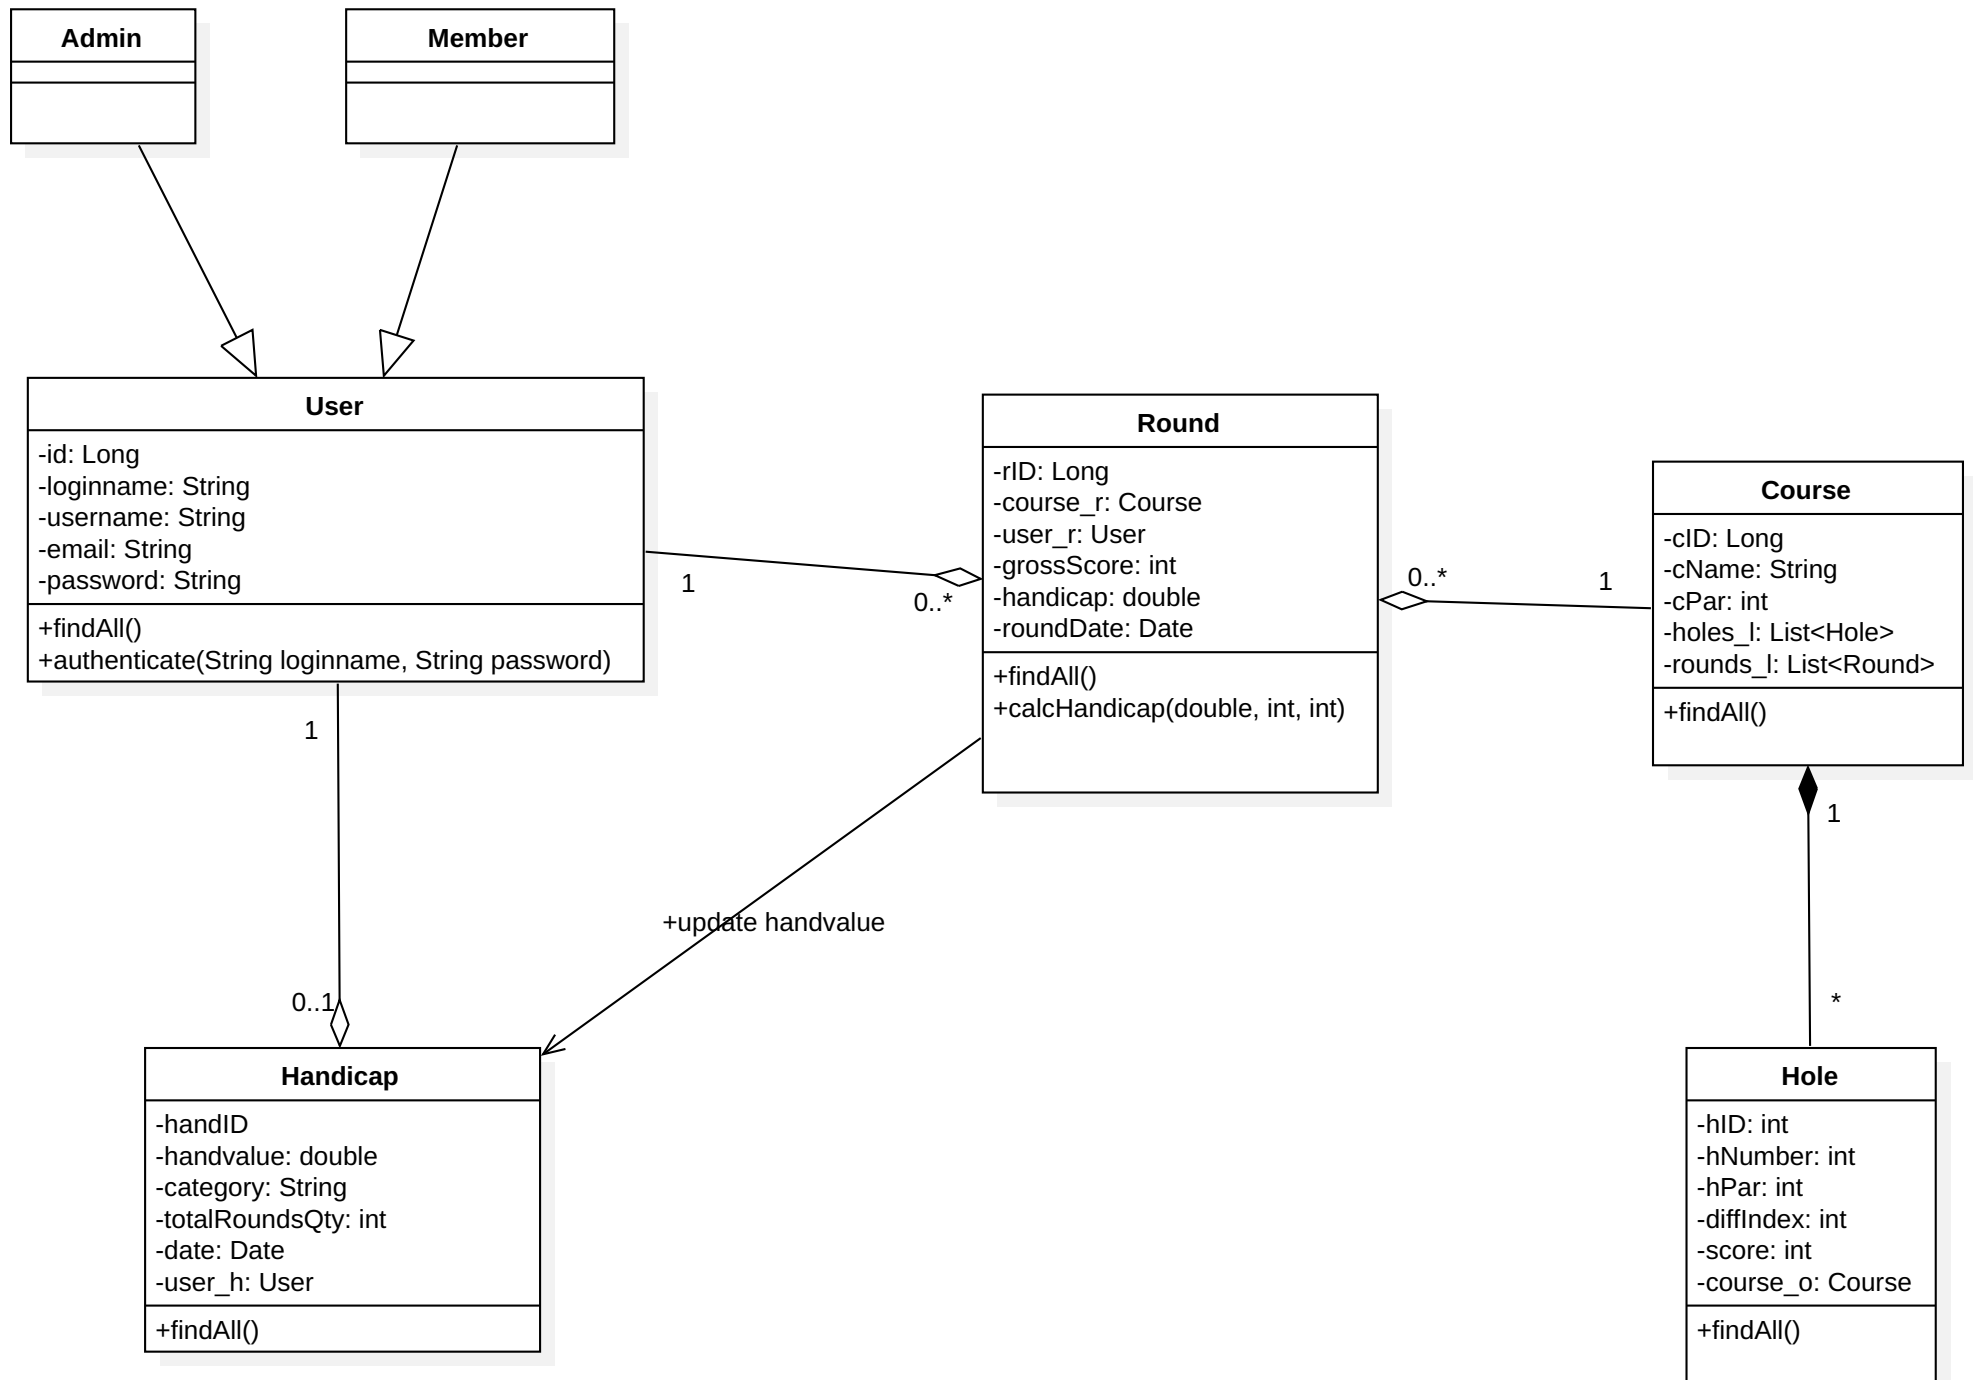 Admin
Member
User
-id: Long
-loginname: String
-username: String
-email: String
-password: String
+findAll()
+authenticate(String loginname, String password)
Round
-rID: Long
-course_r: Course
-user_r: User
-grossScore: int
-handicap: double
-roundDate: Date
+findAll()
+calcHandicap(double, int, int)
Course
-cID: Long
-cName: String
-cPar: int
-holes_l: List<Hole>
-rounds_l: List<Round>
+findAll()
1
0..*
0..*
1
1
1
+update handvalue
0..1
*
Handicap
-handID
-handvalue: double
-category: String
-totalRoundsQty: int
-date: Date
-user_h: User
+findAll()
Hole
-hID: int
-hNumber: int
-hPar: int
-diffIndex: int
-score: int
-course_o: Course
+findAll()